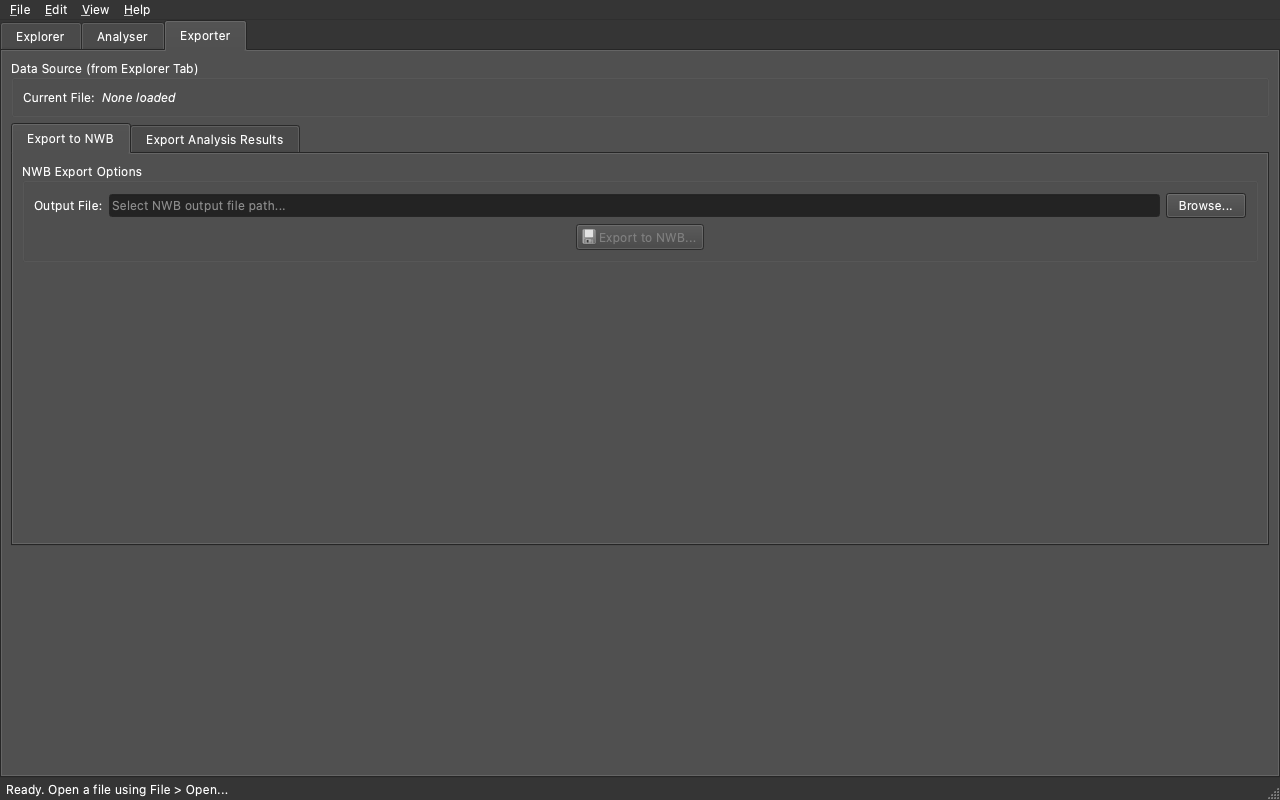 File Edit View Help
Explorer Analyser Exporter
Data Source (from Explorer Tab)
Current File: None loaded
Export to NWB Export Analysis Results
NWB Export Options
Output File: Select NWB output file path... Browse...
Export to NWB...
Ready. Open a file using File > Open...